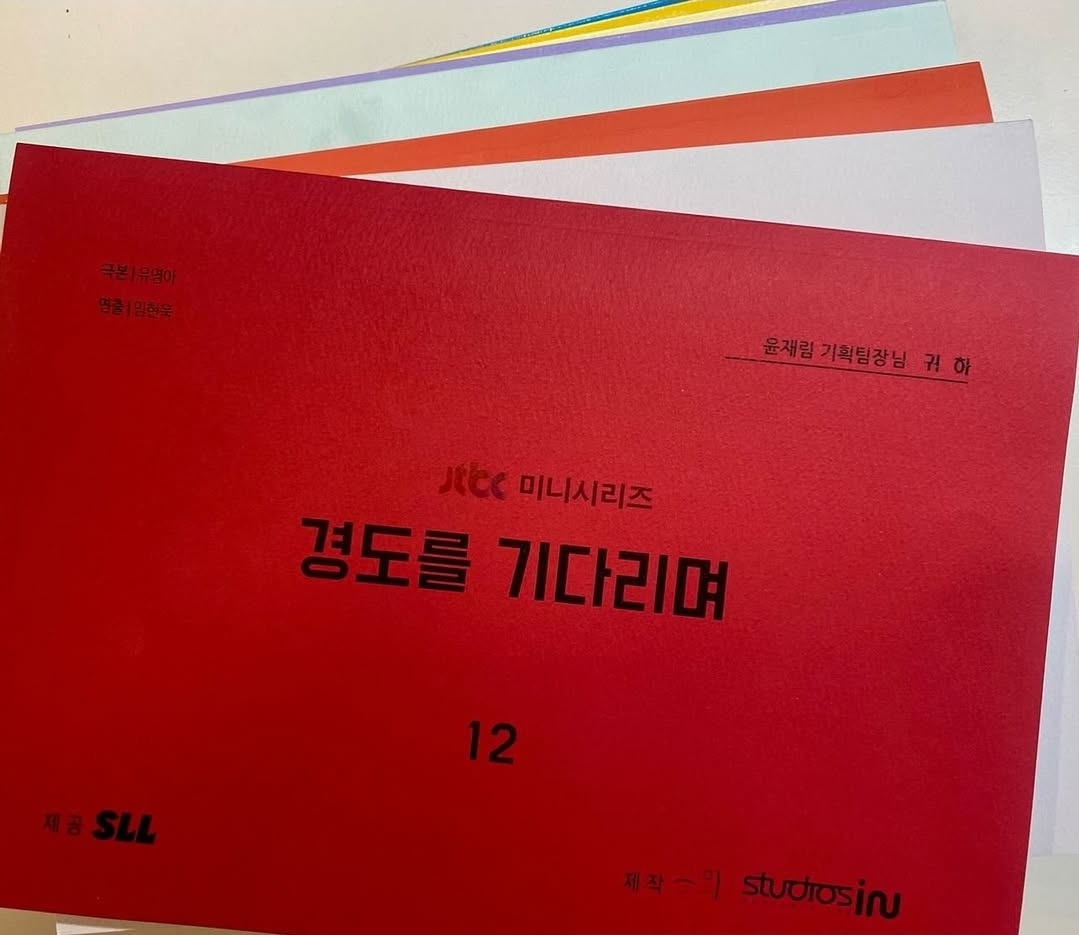 극본 | 유영아
연출 | 임현욱
윤재림 기획팀장님 귀 하
jtbc 미니시리즈
경도를 기다리며
12
제공 SLL
제작 studiosin